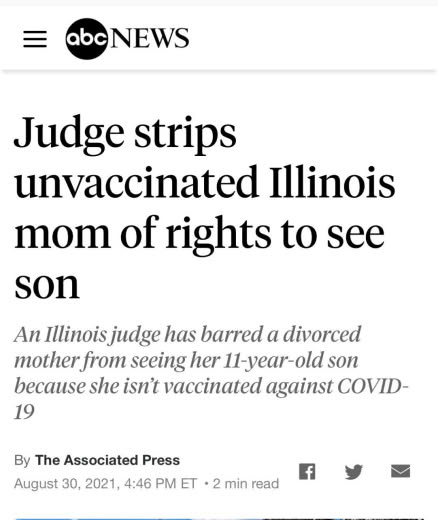 abc NEWS
Judge strips
unvaccinated Illinois
mom of rights to see
son
An Illinois judge has barred a divorced
mother from seeing her 11-year-old son
because she isn't vaccinated against COVID-
19
By The Associated Press
August 30, 2021, 4:46 PM ET • 2 min read